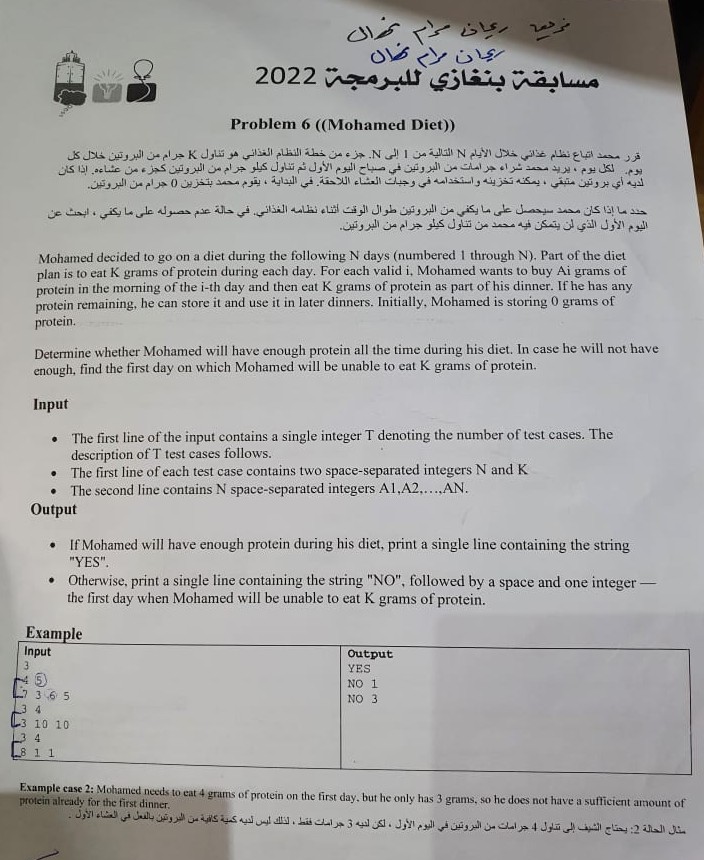 ريحان مرام نضال
ريحان مرام نضال
مسابقة بنغازي للبرمجة 2022
Problem 6 ((Mohamed Diet))
قرر محمد اتباع نظام غذائي خلال الأيام N التالية من 1 إلى N. جزء من خطة النظام الغذائي هو تناول K جرام من البروتين خلال كل
يوم. لكل يوم ، يريد محمد شراء جرامات من البروتين في صباح اليوم الأول ثم تناول كيلو جرام من البروتين كجزء من عشاءه. إذا كان
لديه أي بروتين متبقي ، يمكنه تخزينه واستخدامه في وجبات العشاء اللاحقة. في البداية ، يقوم محمد بتخزين 0 جرام من البروتين.
حدد ما إذا كان محمد سيحصل على ما يكفي من البروتين طوال الوقت أثناء نظامه الغذائي. في حالة عدم حصوله على ما يكفي ، ابحث عن
اليوم الأول الذي لن يتمكن فيه محمد من تناول كيلو جرام من البروتين.
Mohamed decided to go on a diet during the following N days (numbered 1 through N). Part of the diet
plan is to eat K grams of protein during each day. For each valid i, Mohamed wants to buy Ai grams of
protein in the morning of the i-th day and then eat K grams of protein as part of his dinner. If he has any
protein remaining, he can store it and use it in later dinners. Initially, Mohamed is storing 0 grams of
protein.
Determine whether Mohamed will have enough protein all the time during his diet. In case he will not have
enough, find the first day on which Mohamed will be unable to eat K grams of protein.
Input
• The first line of the input contains a single integer T denoting the number of test cases. The
description of T test cases follows.
• The first line of each test case contains two space-separated integers N and K
• The second line contains N space-separated integers A1,A2,…,AN.
Output
• If Mohamed will have enough protein during his diet, print a single line containing the string
"YES".
• Otherwise, print a single line containing the string "NO", followed by a space and one integer —
the first day when Mohamed will be unable to eat K grams of protein.
Example
Input
3
4 5
7 3 6 5
3 4
3 10 10
3 4
8 1 1
Output
YES
NO 1
NO 3
Example case 2: Mohamed needs to eat 4 grams of protein on the first day, but he only has 3 grams, so he does not have a sufficient amount of
protein already for the first dinner.
مثال الحالة 2: يحتاج الشيف إلى تناول 4 جرامات من البروتين في اليوم الأول ، لكن لديه 3 جرامات فقط ، لذلك ليس لديه كمية كافية من البروتين بالفعل في العشاء الأول .